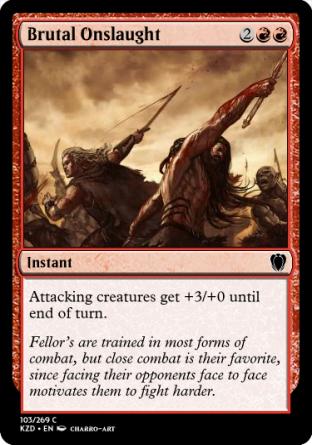 Brutal Onslaught 2
Instant
Attacking creatures get +3/+0 until
end of turn.
Fellor's are trained in most forms of
combat, but close combat is their favorite,
since facing their opponents face to face
motivates them to fight harder.
103/269 C
KZD • EN CHARRO-ART